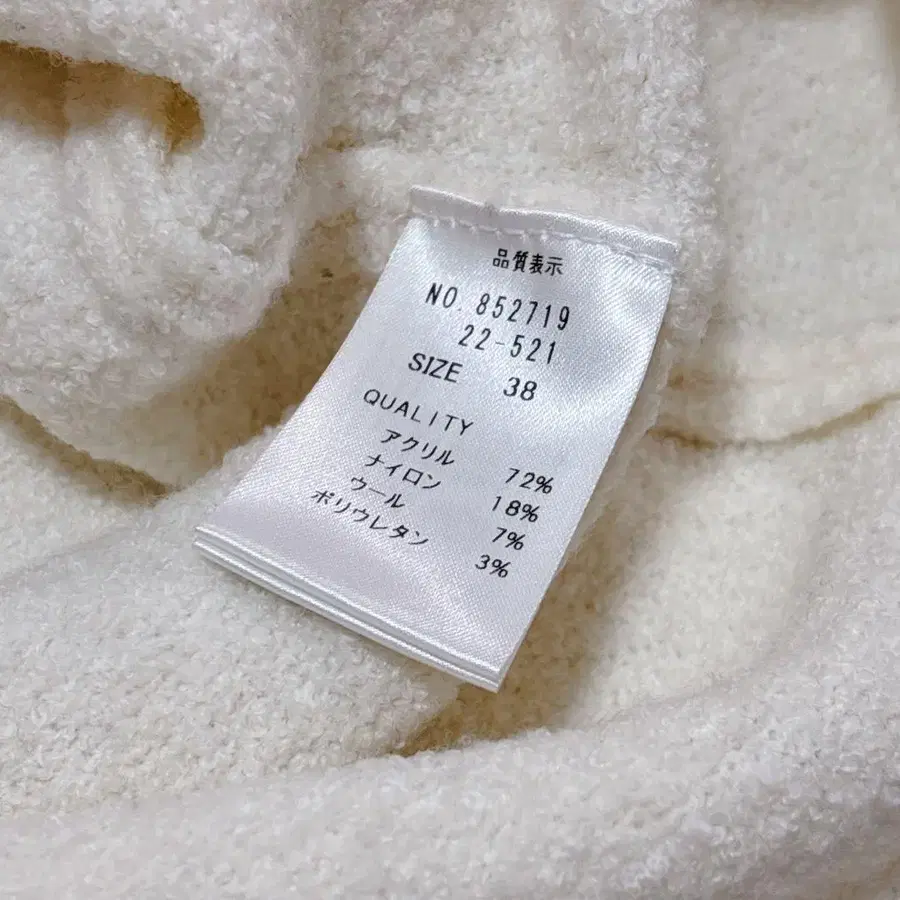 品質表示
NO. 852719
22-521
SIZE 38
QUALITY
アクリル 72%
ナイロン 18%
ウール 7%
ポリウレタン 3%